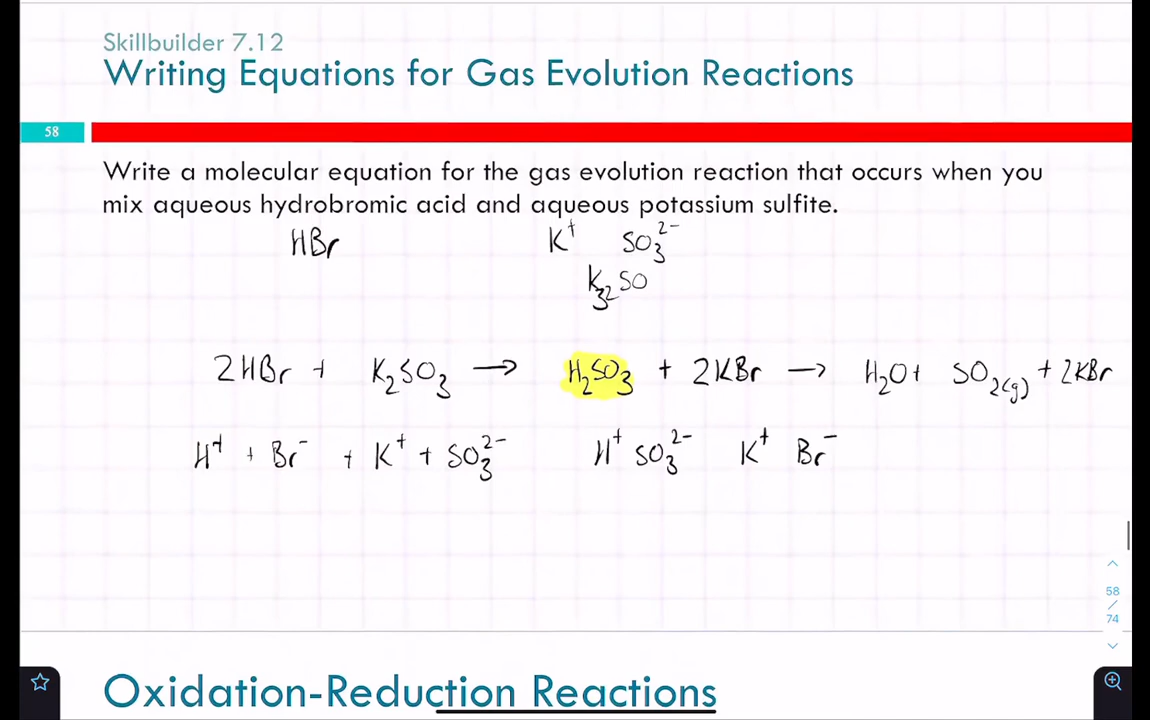 Skillbuilder 7.12
Writing Equations for Gas Evolution Reactions
58
Write a molecular equation for the gas evolution reaction that occurs when you
mix aqueous hydrobromic acid and aqueous potassium sulfite.
HBr K⁺ SO₃²⁻
K₂SO₃
2HBr + K₂SO₃ → H₂SO₃ + 2KBr → H₂O + SO₂(g) + 2KBr
H⁺ + Br⁻ + K⁺ + SO₃²⁻ H⁺ SO₃²⁻ K⁺ Br⁻
58
/
74
Oxidation-Reduction Reactions